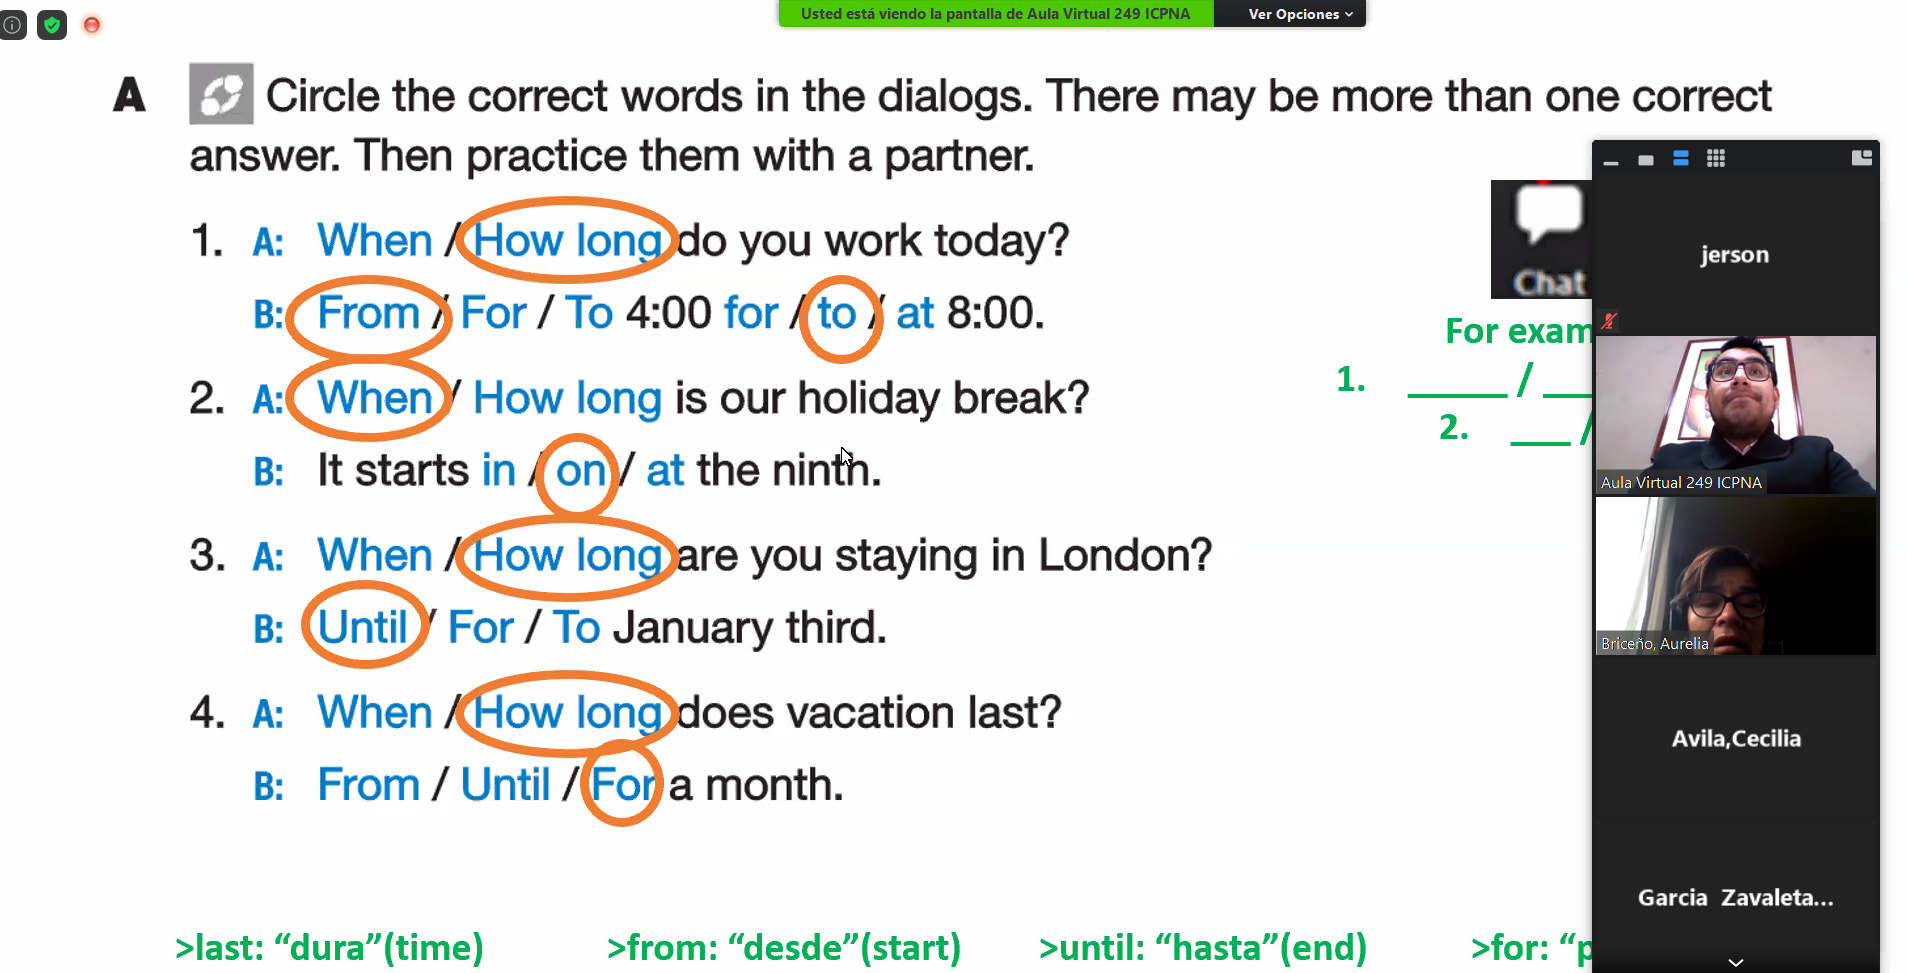 Usted está viendo la pantalla de Aula Virtual 249 ICPNA
Ver Opciones
A Circle the correct words in the dialogs. There may be more than one correct
answer. Then practice them with a partner.
1. A: When / How long do you work today?
B: From / For / To 4:00 for / to / at 8:00.
2. A: When / How long is our holiday break?
B: It starts in / on / at the ninth.
3. A: When / How long are you staying in London?
B: Until / For / To January third.
4. A: When / How long does vacation last?
B: From / Until / For a month.
Chat
For exam
1. _____ / __
2. ___ /
>last: “dura”(time) >from: “desde”(start) >until: “hasta”(end) >for: “p
jerson
Aula Virtual 249 ICPNA
Briceño, Aurelia
Avila,Cecilia
Garcia Zavaleta...